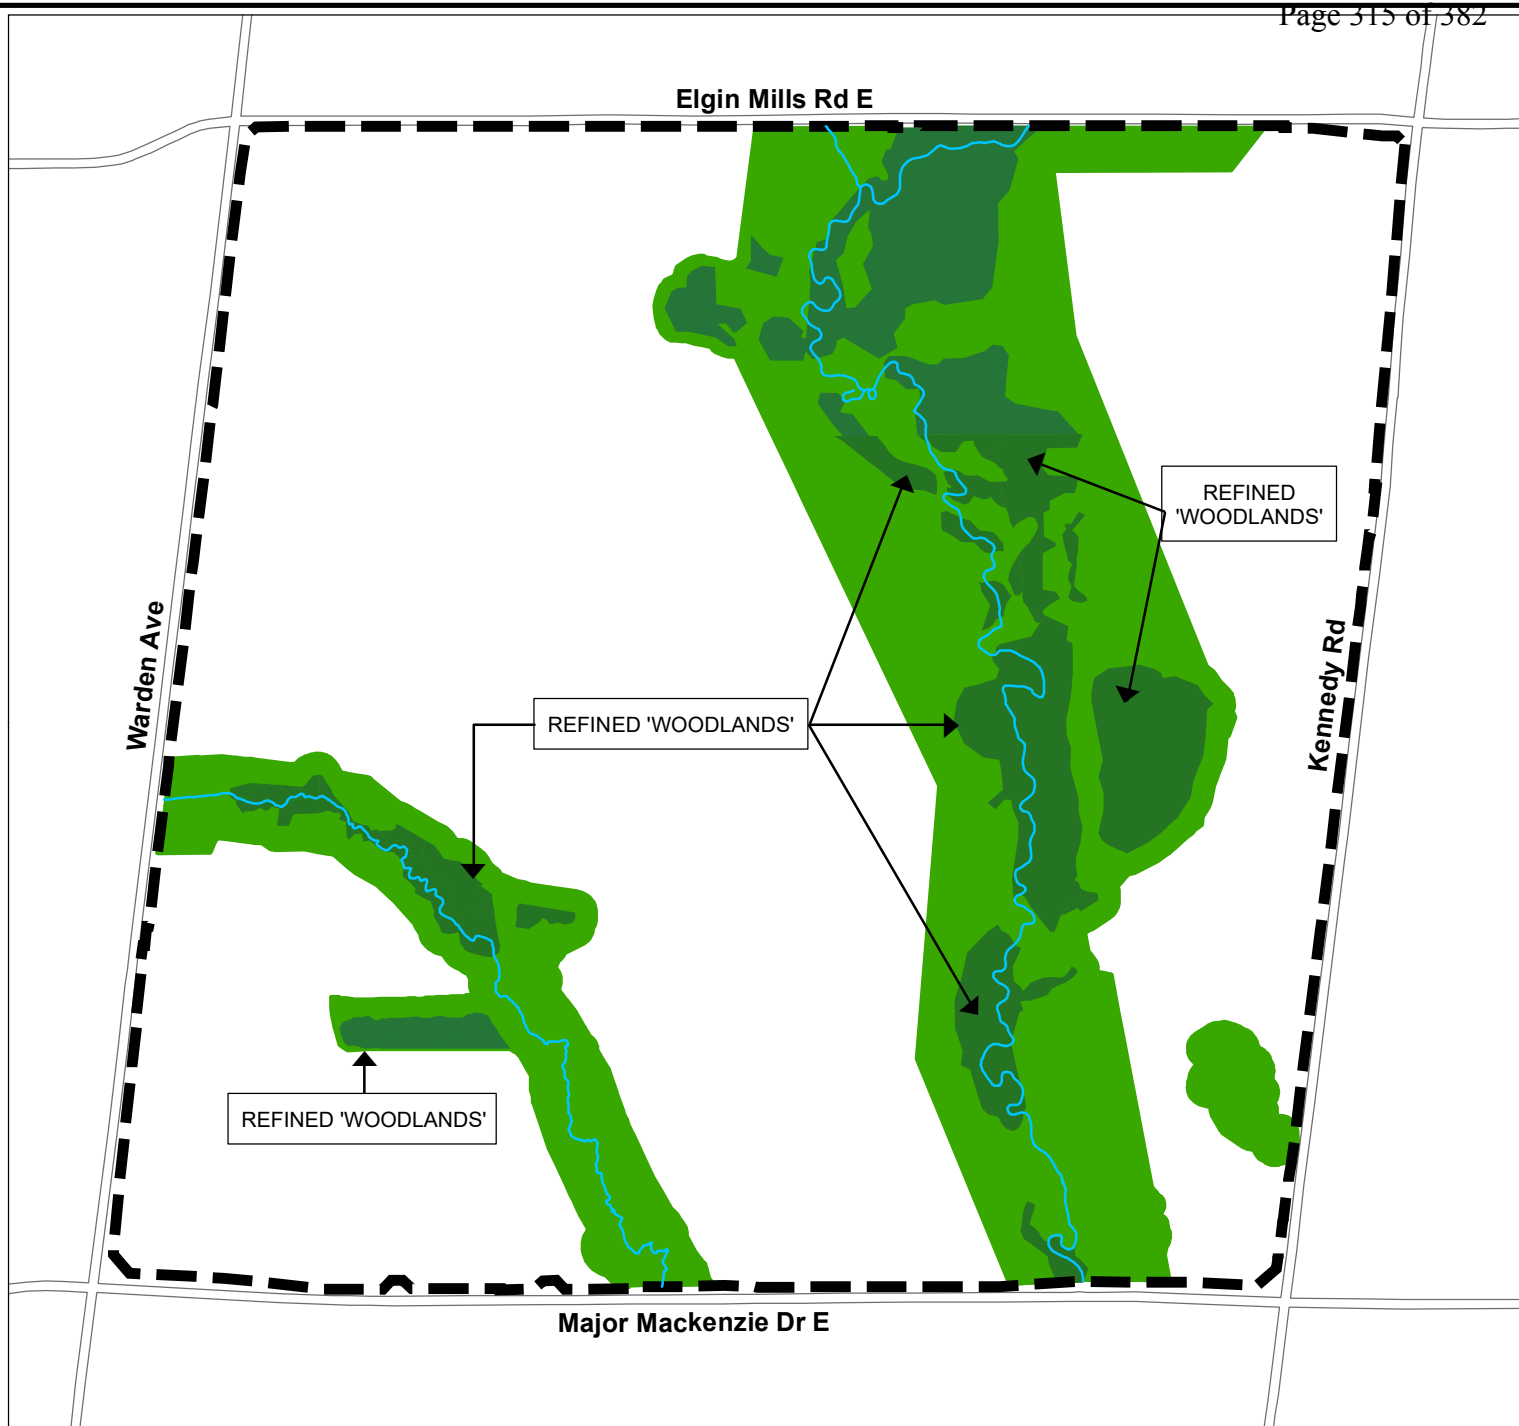 Page 315 of 382
Elgin Mills Rd E
REFINED
'WOODLANDS'
Warden Ave
Kennedy Rd
REFINED 'WOODLANDS'
REFINED 'WOODLANDS'
Major Mackenzie Dr E